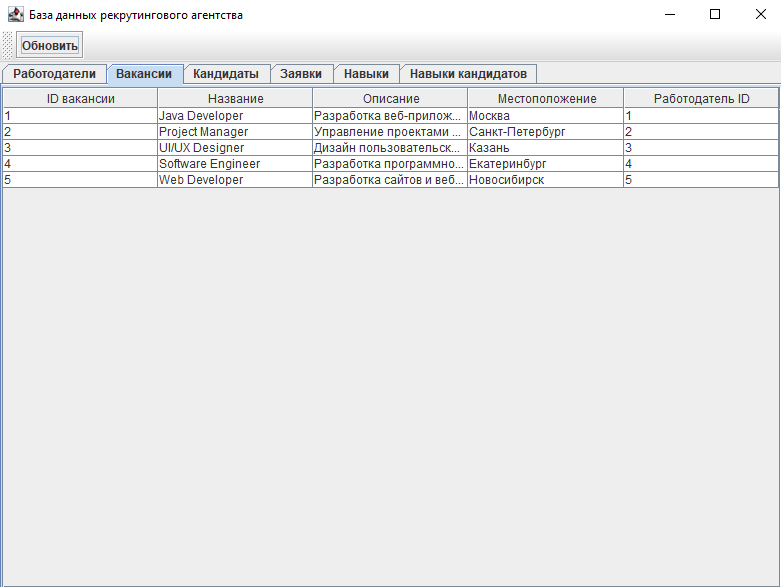 База данных рекрутингового агентства
Обновить
Работодатели Вакансии Кандидаты Заявки Навыки Навыки кандидатов
ID вакансии Название Описание Местоположение Работодатель ID
1 Java Developer Разработка веб-прилож... Москва 1
2 Project Manager Управление проектами ... Санкт-Петербург 2
3 UI/UX Designer Дизайн пользовательск... Казань 3
4 Software Engineer Разработка программно... Екатеринбург 4
5 Web Developer Разработка сайтов и веб... Новосибирск 5